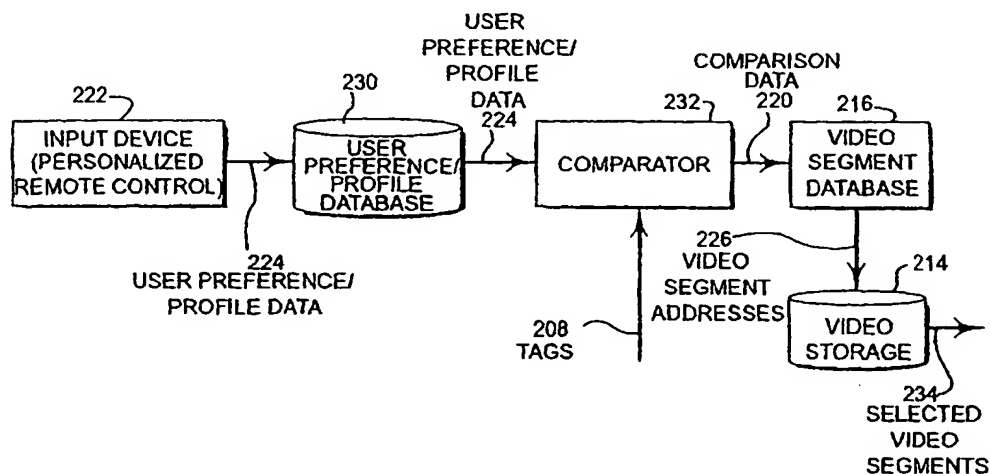 222
INPUT DEVICE
(PERSONALIZED
REMOTE CONTROL)
224
USER PREFERENCE/
PROFILE DATA
230
USER
PREFERENCE/
PROFILE
DATABASE
USER
PREFERENCE/
PROFILE
DATA
224
232
COMPARATOR
208
TAGS
COMPARISON
DATA
220
216
VIDEO
SEGMENT
DATABASE
226
VIDEO
SEGMENT
ADDRESSES
214
VIDEO
STORAGE
234
SELECTED
VIDEO
SEGMENTS